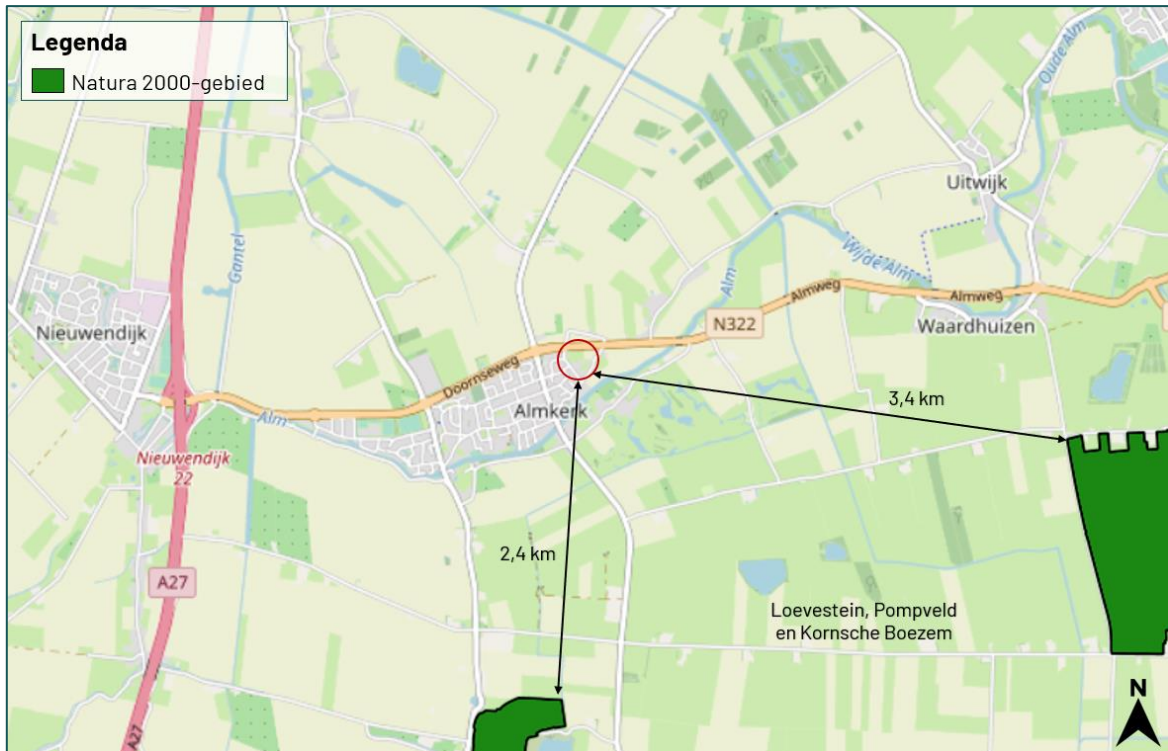 Legenda
Natura 2000-gebied
Oude Alm
Uitwijk
Gantel
Wijde Alm
Alm
Almweg
Almweg
Nieuwendijk
N322
Waardhuizen
Doornseweg
3,4 km
Almkerk
Alm
Nieuwendijk
22
2,4 km
A27
Loevestein, Pompveld
en Kornsche Boezem
N
A27